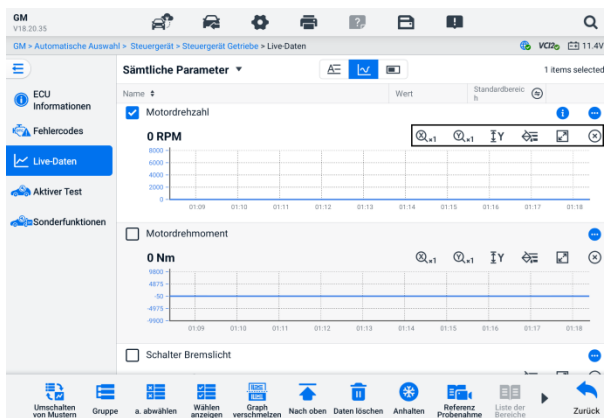 GM
V18.20.35
GM > Automatische Auswahl > Steuergerät > Steuergerät Getriebe > Live-Daten
VCI 11.4V
Sämtliche Parameter ▼
1 items selected
Name
Wert
Standardbereic
h
ECU
Informationen
Fehlercodes
Live-Daten
Aktiver Test
Sonderfunktionen
Motordrehzahl
0 RPM
X x1 Y x1 Y
8000
6000
4000
2000
0
01:09 01:10 01:11 01:12 01:13 01:14 01:15 01:16 01:17 01:18
Motordrehmoment
0 Nm
X x1 Y x1 Y
9800
4875
-50
-4975
-9900
01:09 01:10 01:11 01:12 01:13 01:14 01:15 01:16 01:17 01:18
Schalter Bremslicht
Umschalten
von Mustern
Gruppe
a. abwählen
Wählen
anzeigen
Graph
verschmelzen
Nach oben
Daten löschen
Anhalten
Referenz
Probenahme
Liste der
Bereiche
Zurück